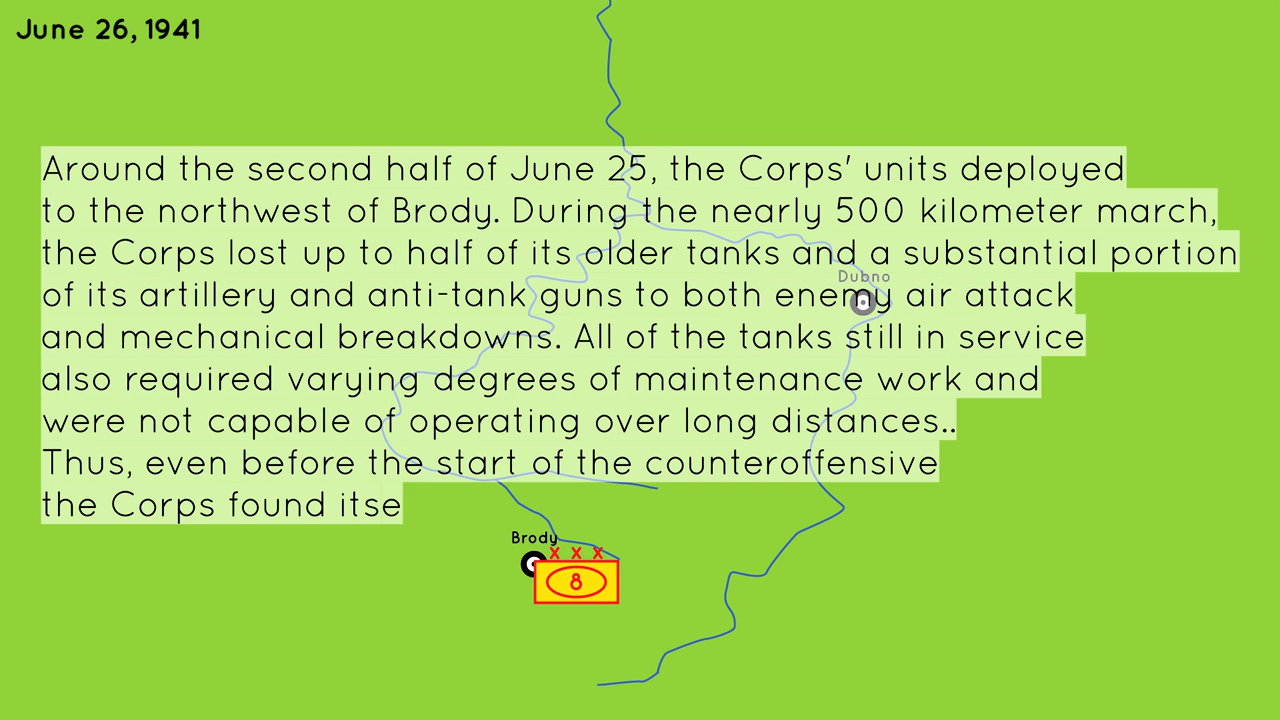 June 26, 1941
Around the second half of June 25, the Corps' units deployed
to the northwest of Brody. During the nearly 500 kilometer march,
the Corps lost up to half of its older tanks and a substantial portion
Dubno
of its artillery and anti-tank guns to both enemy air attack
and mechanical breakdowns. All of the tanks still in service
also required varying degrees of maintenance work and
were not capable of operating over long distances..
Thus, even before the start of the counteroffensive
the Corps found itse
Brody
X X X
8